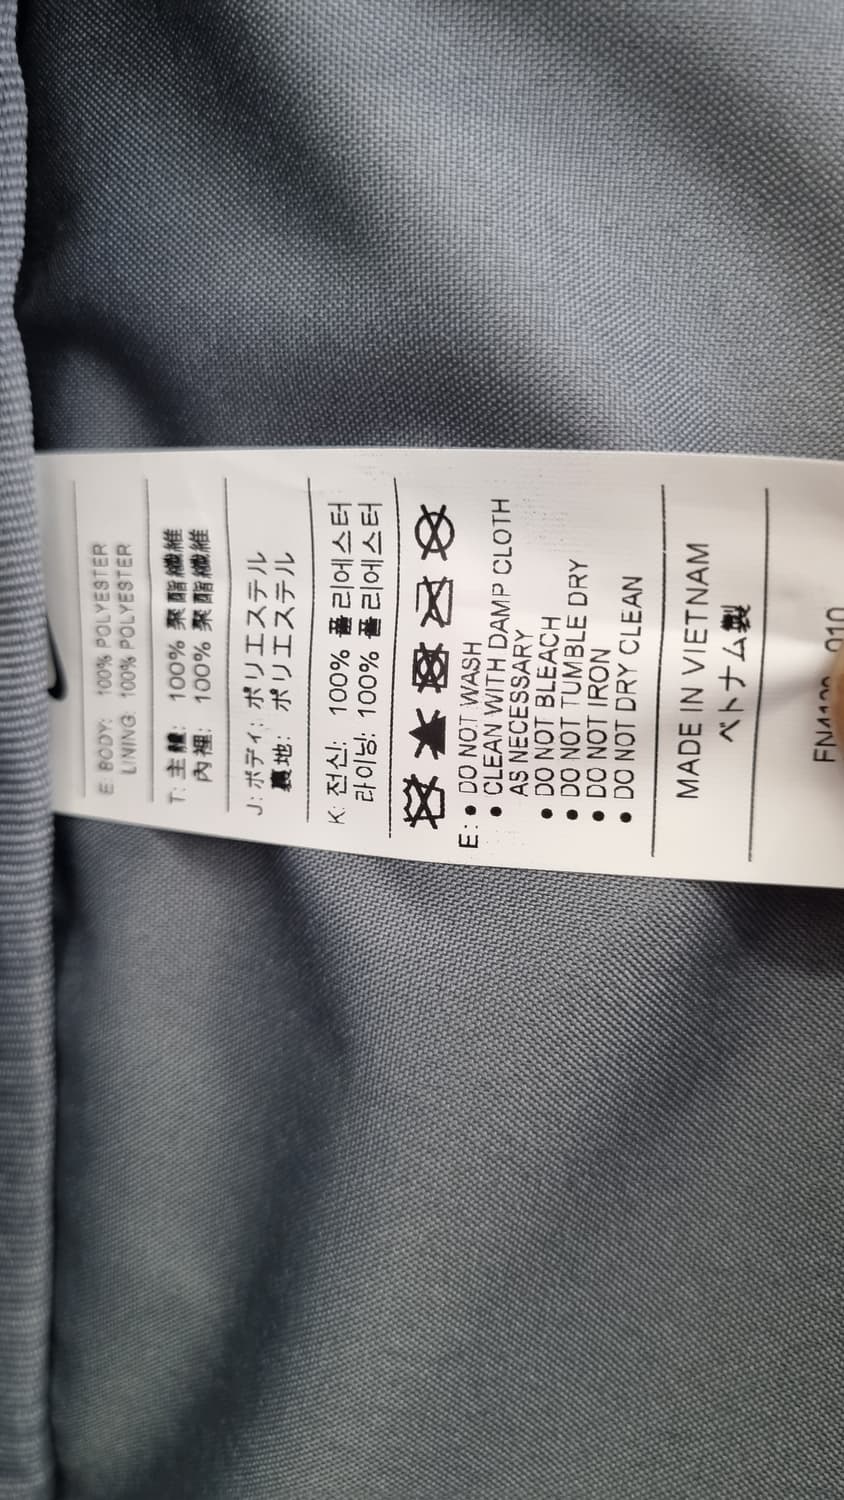 E: BODY: 100% POLYESTER
LINING: 100% POLYESTER
T: 主體: 100% 聚酯纖維
內裡: 100% 聚酯纖維
J: ボディ: ポリエステル
裏地: ポリエステル
K: 전신: 100% 폴리에스터
라이닝: 100% 폴리에스터
E: • DO NOT WASH
• CLEAN WITH DAMP CLOTH
AS NECESSARY
• DO NOT BLEACH
• DO NOT TUMBLE DRY
• DO NOT IRON
• DO NOT DRY CLEAN
MADE IN VIETNAM
ベトナム製
010